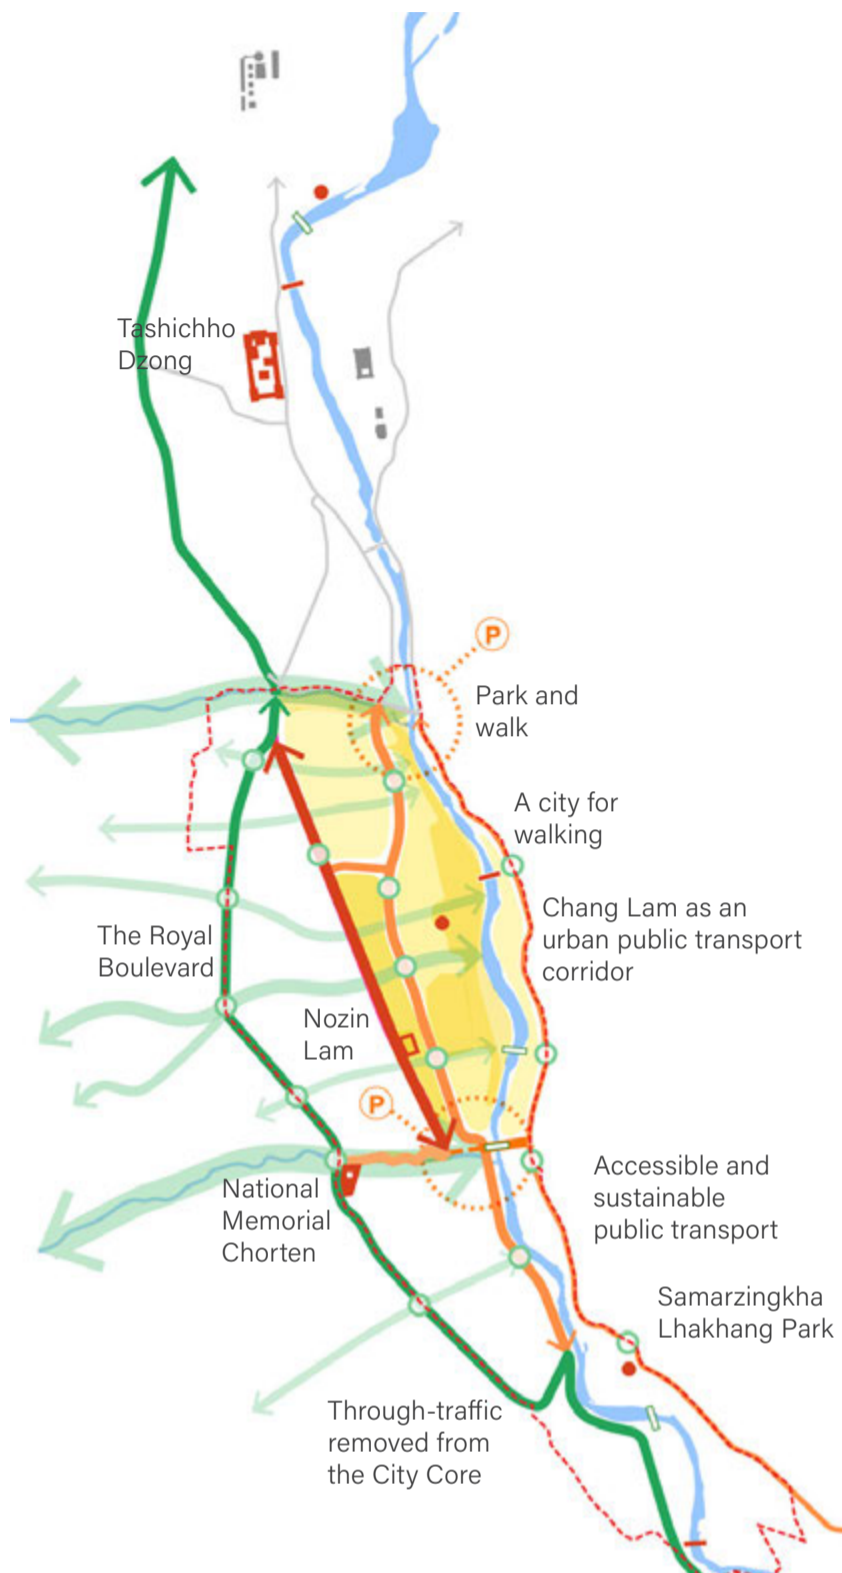 Tashichho
Dzong
P
Park and
walk
A city for
walking
Chang Lam as an
urban public transport
corridor
The Royal
Boulevard
Nozin
Lam
P
National
Memorial
Chorten
Accessible and
sustainable
public transport
Samarzingkha
Lhakhang Park
Through-traffic
removed from
the City Core